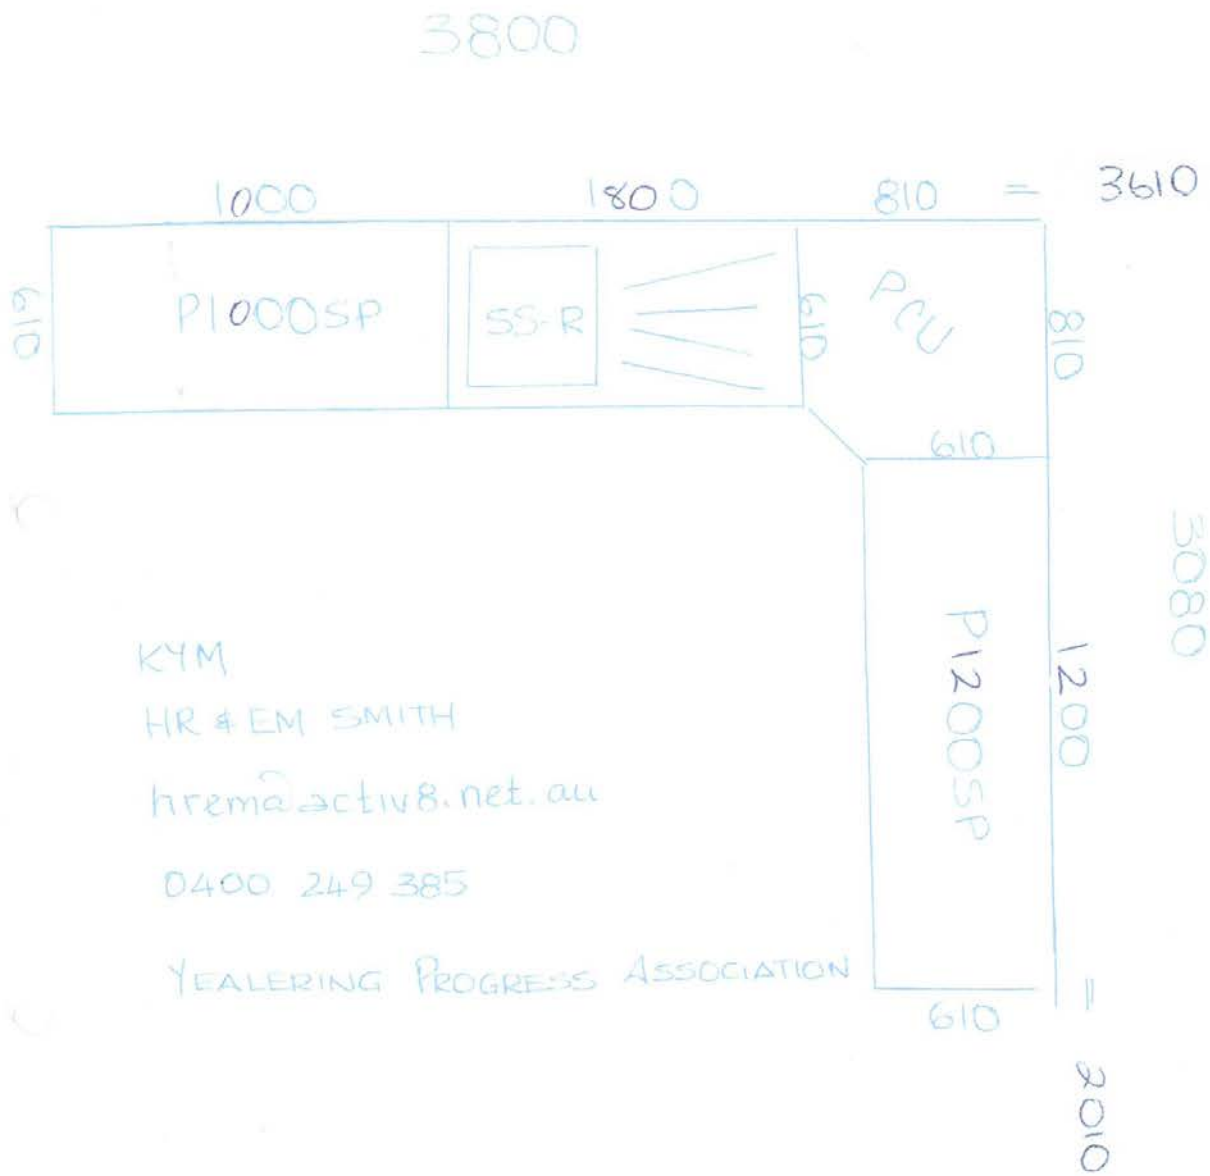 3800
1000
1800
810 = 3610
610
P1000SP
SS-R
610
PCU
810
610
3080
P1200SP
1200
KYM
HR & EM SMITH
hrema@activ8.net.au
0400 249 385
YEALERING PROGRESS ASSOCIATION
610
= 2010